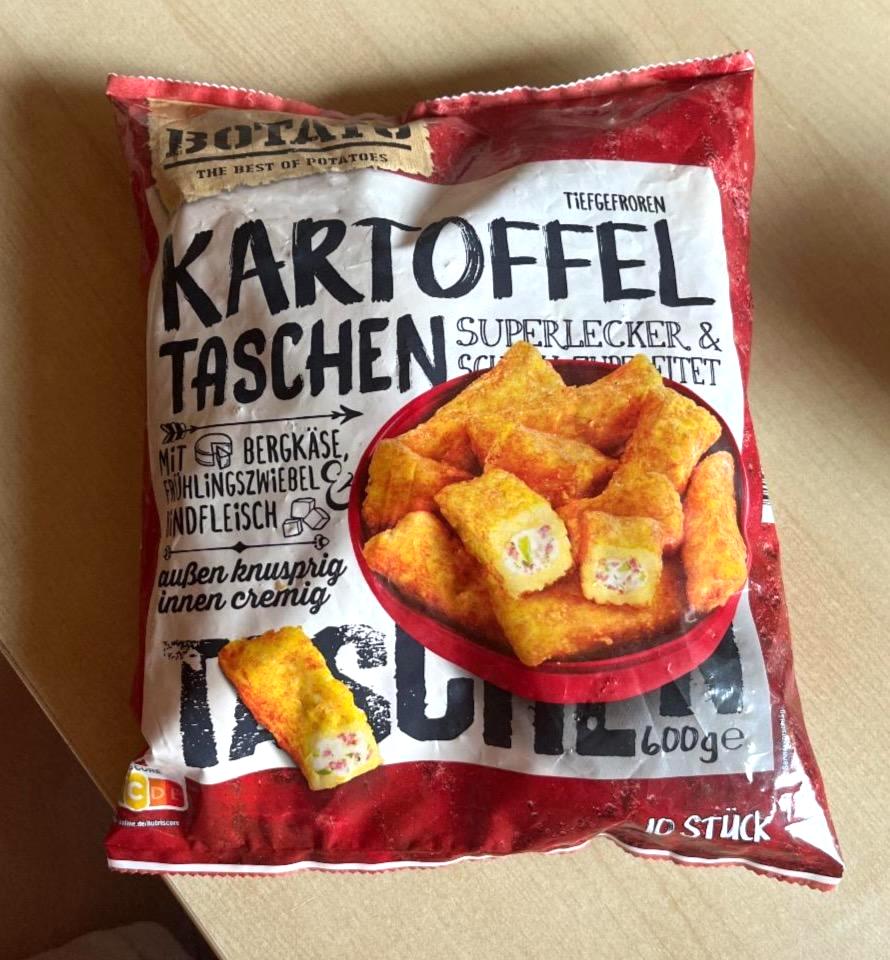 BOTATO
THE BEST OF POTATOES
TiEFGEFROREN
KARTOFFEL
TASCHEN
SUPERLECKER &
MiT BERGKÄSE,
FRÜHLiNGSZWiEBEL &
RiNDFLEiSCH
außen knusprig
innen cremig
TASCHEN
600g e
C D E
10 STÜCK